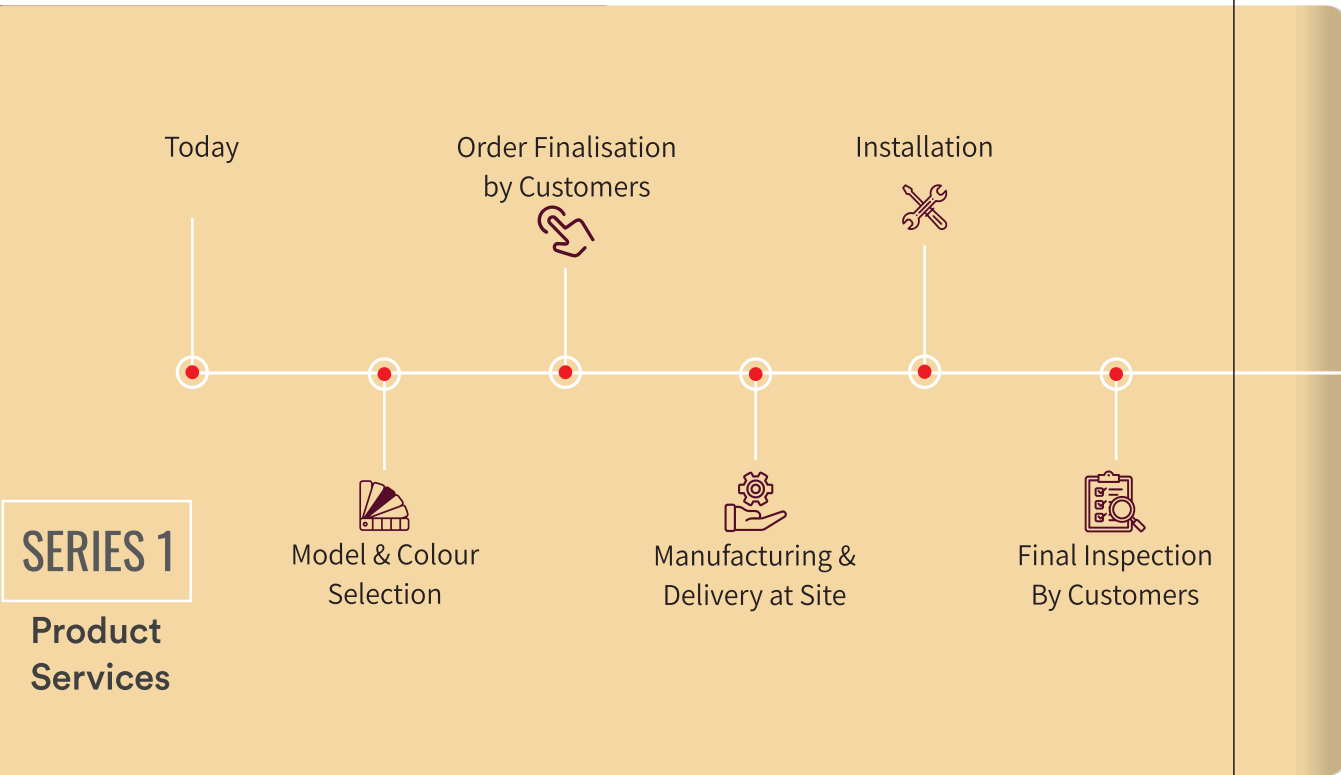 Today
Order Finalisation
by Customers
Installation
Model & Colour
Selection
Manufacturing &
Delivery at Site
Final Inspection
By Customers
SERIES 1
Product
Services